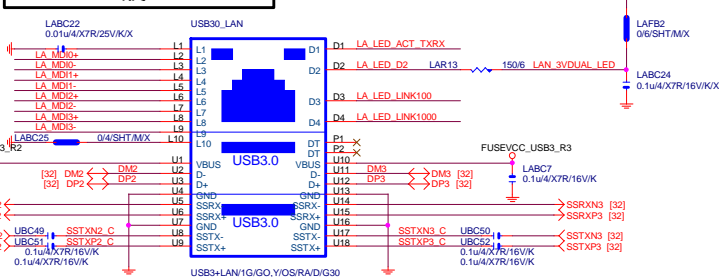 LABC22
0.01u/4/X7R/25V/K/X
USB30_LAN
LAFB2
0/6/SHT/M/X
L1 L1 D1 D1 LA_LED_ACT_TXRX
LA_MDI0+ L2 L2
LA_MDI0- L3 L3 D2 D2 LA_LED_D2 LAR13 150/6 LAN_3VDUAL_LED
LA_MDI1+ L4 L4
LA_MDI1- L5 L5
LABC24
0.1u/4/X7R/16V/K/X
LA_MDI2+ L6 L6
LA_MDI2- L7 L7 D3 D3 LA_LED_LINK100
LA_MDI3+ L8 L8
LA_MDI3- L9 L9 D4 D4 LA_LED_LINK1000
LABC25 0/4/SHT/M/X L10 L10 DT P1
DT P2
3_R2
USB3.0
FUSEVCC_USB3_R3
U1 VBUS VBUS U10
[32] DM2 DM2 U2 D- D- U11 DM3 DM3 [32]
[32] DP2 DP2 U3 D+ D+ U12 DP3 DP3 [32]
LABC7
0.1u/4/X7R/16V/K
U4 GND GND U13
U5 SSRX- SSRX- U14 SSRXN3 [32]
U6 SSRX+ SSRX+ U15 SSRXP3 [32]
USB3.0
U7 GND GND U16
UBC49 SSTXN2_C U8 SSTX- SSTX- U17 SSTXN3_C UBC50 SSTXN3 [32]
UBC51 SSTXP2_C U9 SSTX+ SSTX+ U18 SSTXP3_C UBC52 SSTXP3 [32]
0.1u/4/X7R/16V/K 0.1u/4/X7R/16V/K
0.1u/4/X7R/16V/K 0.1u/4/X7R/16V/K
USB3+LAN/1G/GO,Y/OS/RA/D/G30